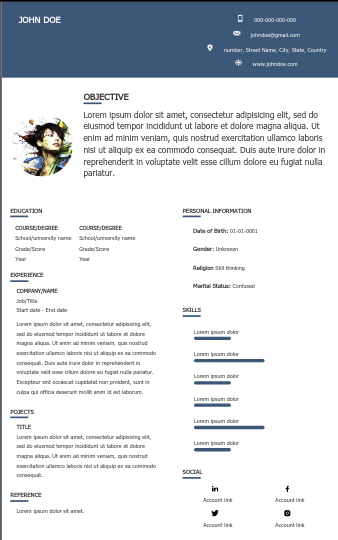 JOHN DOE
000-000-000-000
johndoe@gmail.com
number, Street Name, City, State, Country
www.johndoe.com
OBJECTIVE
Lorem ipsum dolor sit amet, consectetur adipisicing elit, sed do
eiusmod tempor incididunt ut labore et dolore magna aliqua. Ut
enim ad minim veniam, quis nostrud exercitation ullamco laboris
nisi ut aliquip ex ea commodo consequat. Duis aute irure dolor in
reprehenderit in voluptate velit esse cillum dolore eu fugiat nulla
pariatur.
EDUCATION
COURSE/DEGREE
School/university name
Grade/Score
Year
COURSE/DEGREE
School/university name
Grade/Score
Year
EXPERIENCE
COMPANY/NAME
Job/Title
Start date - End date
Lorem ipsum dolor sit amet, consectetur adipisicing elit,
sed do eiusmod tempor incididunt ut labore et dolore
magna aliqua. Ut enim ad minim veniam, quis nostrud
exercitation ullamco laboris nisi ut aliquip ex ea commodo
consequat. Duis aute irure dolor in reprehenderit in
voluptate velit esse cillum dolore eu fugiat nulla pariatur.
Excepteur sint occaecat cupidatat non proident, sunt in
culpa qui officia deserunt mollit anim id est laborum.
POJECTS
TITLE
Lorem ipsum dolor sit amet, consectetur adipisicing elit,
sed do eiusmod tempor incididunt ut labore et dolore
magna aliqua. Ut enim ad minim veniam, quis nostrud
exercitation ullamco laboris nisi ut aliquip ex ea commodo
consequat.
REFERENCE
Lorem ipsum dolor sit amet.
PERSONAL INFORMATION
Date of Birth: 01-01-0001
Gender: Unknown
Religion Still thinking
Marital Status: Confused
SKILLS
Lorem ipsum dolor
Lorem ipsum dolor
Lorem ipsum dolor
Lorem ipsum dolor
Lorem ipsum dolor
Lorem ipsum dolor
SOCIAL
Account link
Account link
Account link
Account link